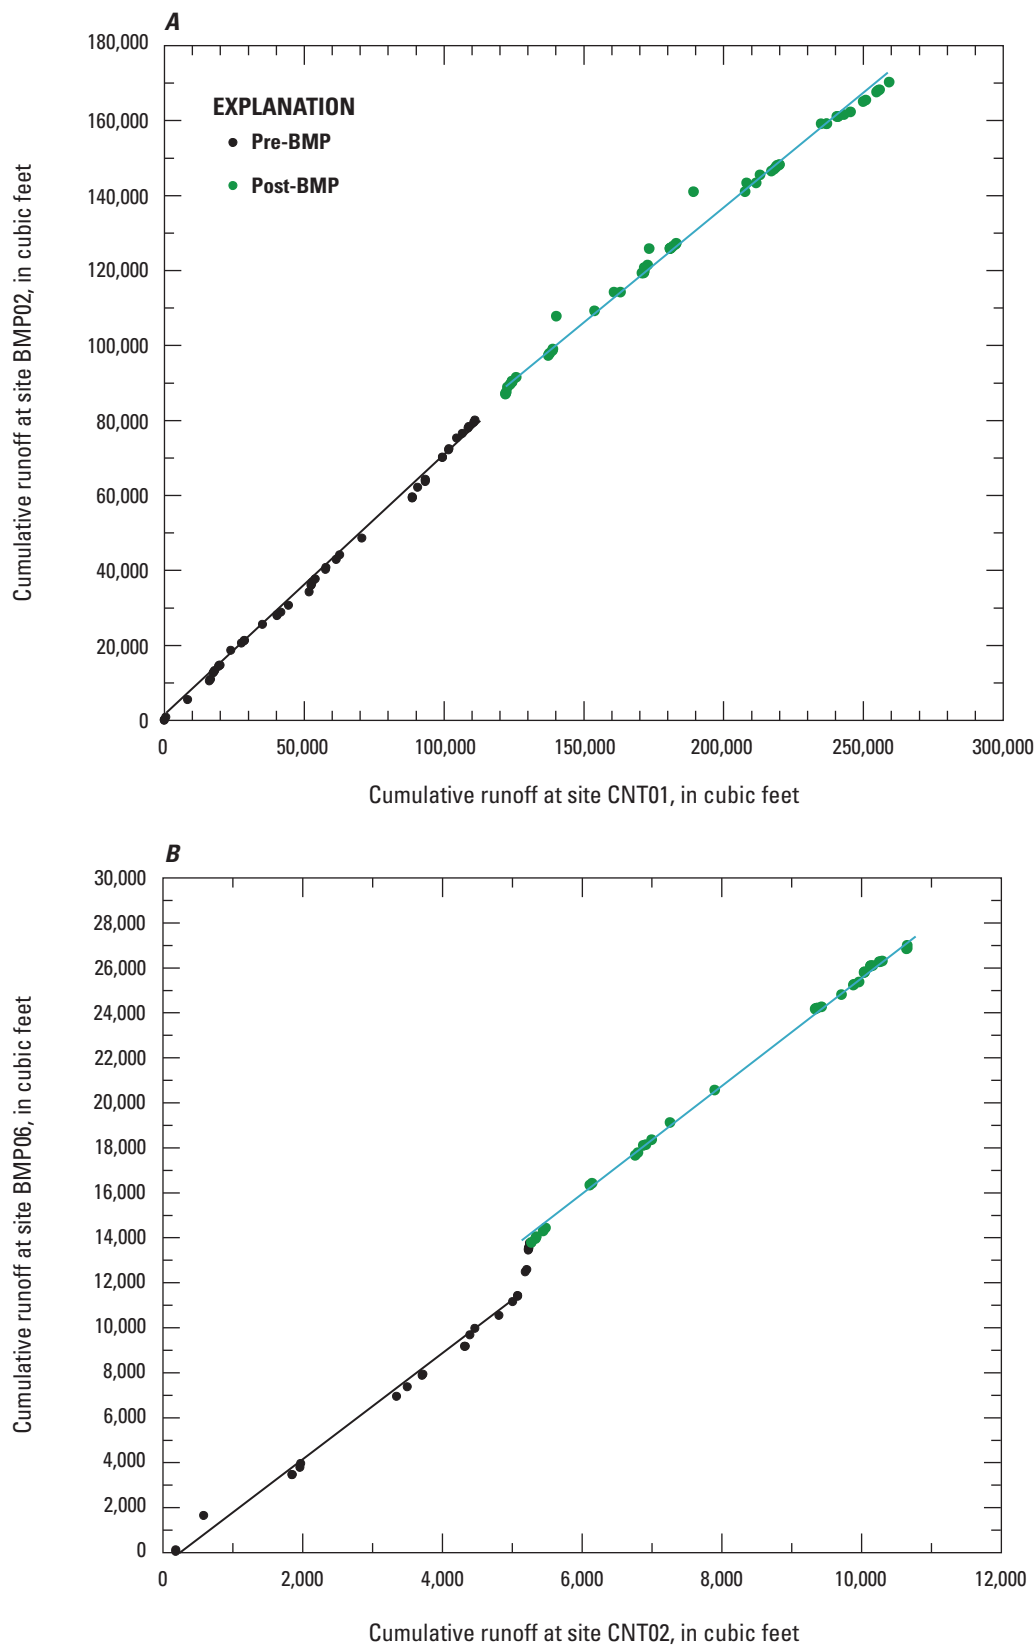 A
180,000
160,000
140,000
120,000
100,000
80,000
60,000
40,000
20,000
0
Cumulative runoff at site BMP02, in cubic feet
EXPLANATION
Pre-BMP
Post-BMP
0 50,000 100,000 150,000 200,000 250,000 300,000
Cumulative runoff at site CNT01, in cubic feet
B
30,000
28,000
26,000
24,000
22,000
20,000
18,000
16,000
14,000
12,000
10,000
8,000
6,000
4,000
2,000
0
Cumulative runoff at site BMP06, in cubic feet
0 2,000 4,000 6,000 8,000 10,000 12,000
Cumulative runoff at site CNT02, in cubic feet